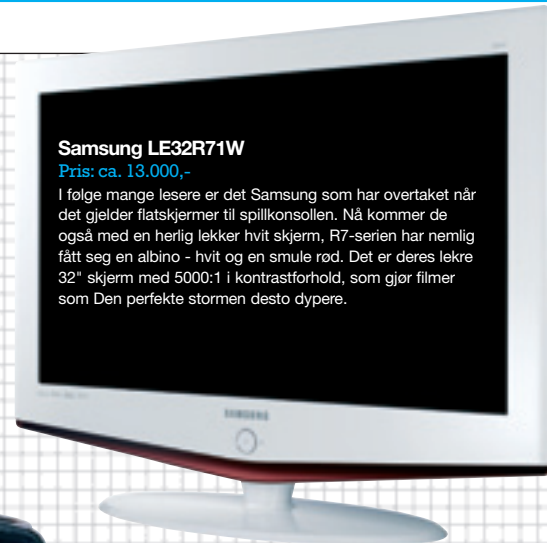 Samsung LE32R71W
Pris: ca. 13.000,-
I følge mange lesere er det Samsung som har overtaket når
det gjelder flatskjermer til spillkonsollen. Nå kommer de
også med en herlig lekker hvit skjerm, R7-serien har nemlig
fått seg en albino - hvit og en smule rød. Det er deres lekre
32" skjerm med 5000:1 i kontrastforhold, som gjør filmer
som Den perfekte stormen desto dypere.
SAMSUNG